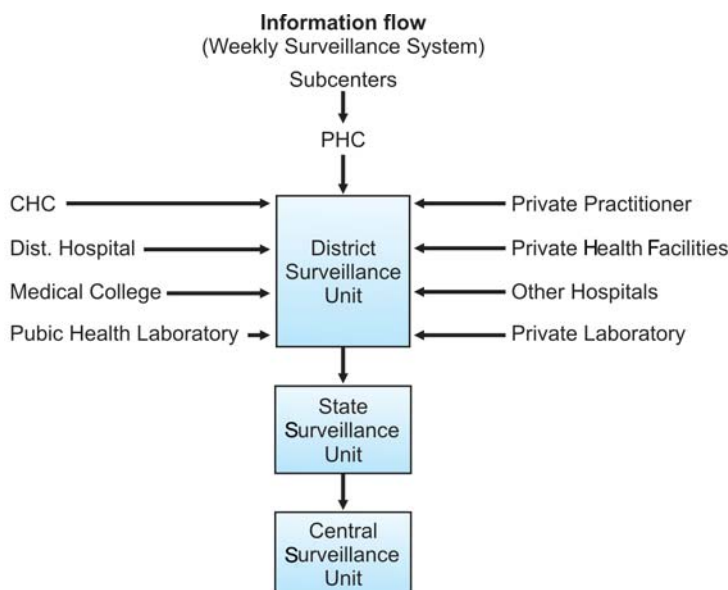 Information flow
(Weekly Surveillance System)
Subcenters
PHC
CHC
Dist. Hospital
Medical College
Pubic Health Laboratory
District
Surveillance
Unit
Private Practitioner
Private Health Facilities
Other Hospitals
Private Laboratory
State
Surveillance
Unit
Central
Surveillance
Unit